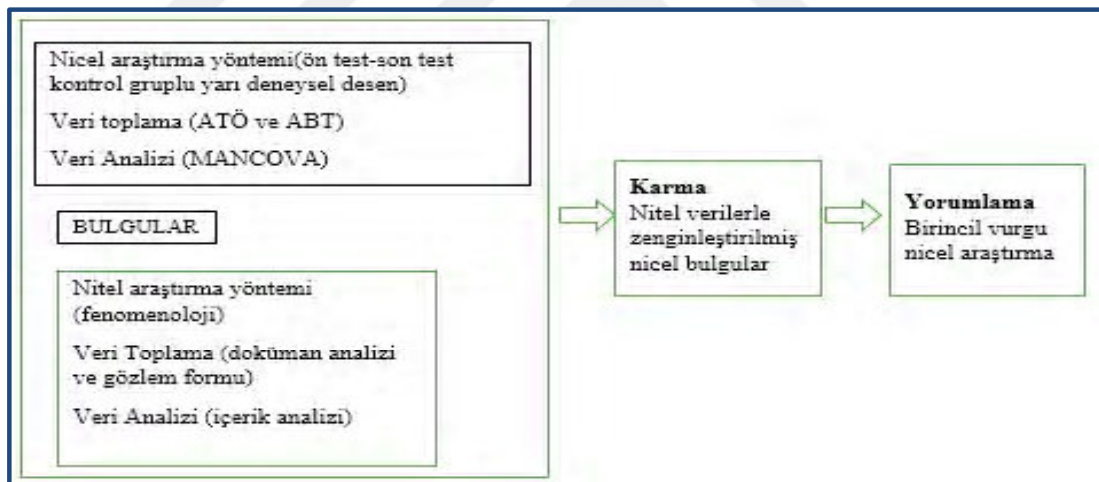 Nicel araştırma yöntemi(ön test-son test
kontrol gruplu yarı deneysel desen)
Veri toplama (ATÖ ve ABT)
Veri Analizi (MANCOVA)
BULGULAR
Nitel araştırma yöntemi
(fenomenoloji)
Veri Toplama (doküman analizi
ve gözlem formu)
Veri Analizi (içerik analizi)
Karma
Nitel verilerle
zenginleştirilmiş
nicel bulgular
Yorumlama
Birincil vurgu
nicel araştırma